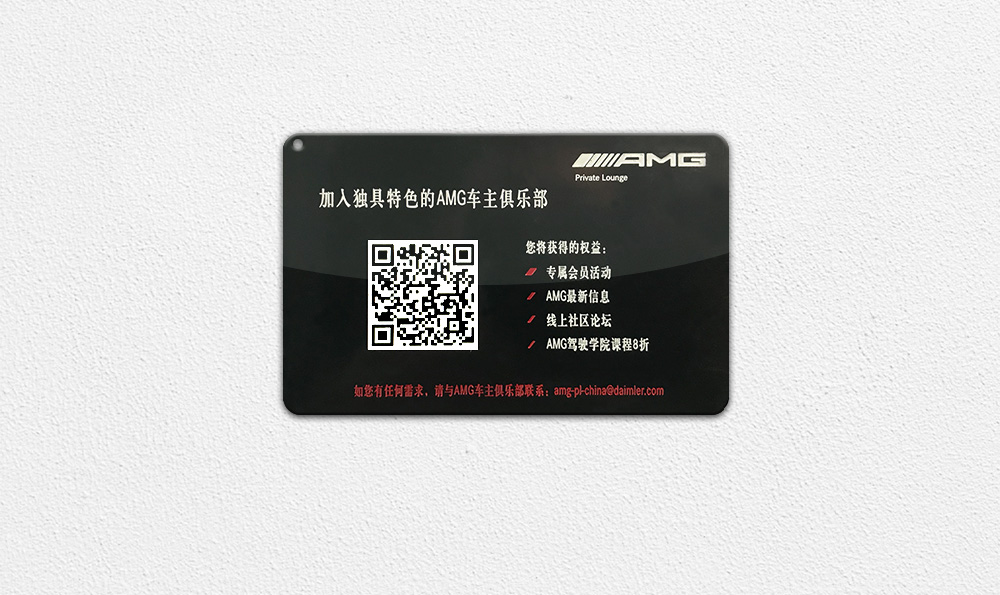 AMG
Private Lounge
加入独具特色的AMG车主俱乐部
您将获得的权益：
专属会员活动
AMG最新信息
线上社区论坛
AMG驾驶学院课程8折
如您有任何需求，请与AMG车主俱乐部联系：amg-pl-china@daimler.com